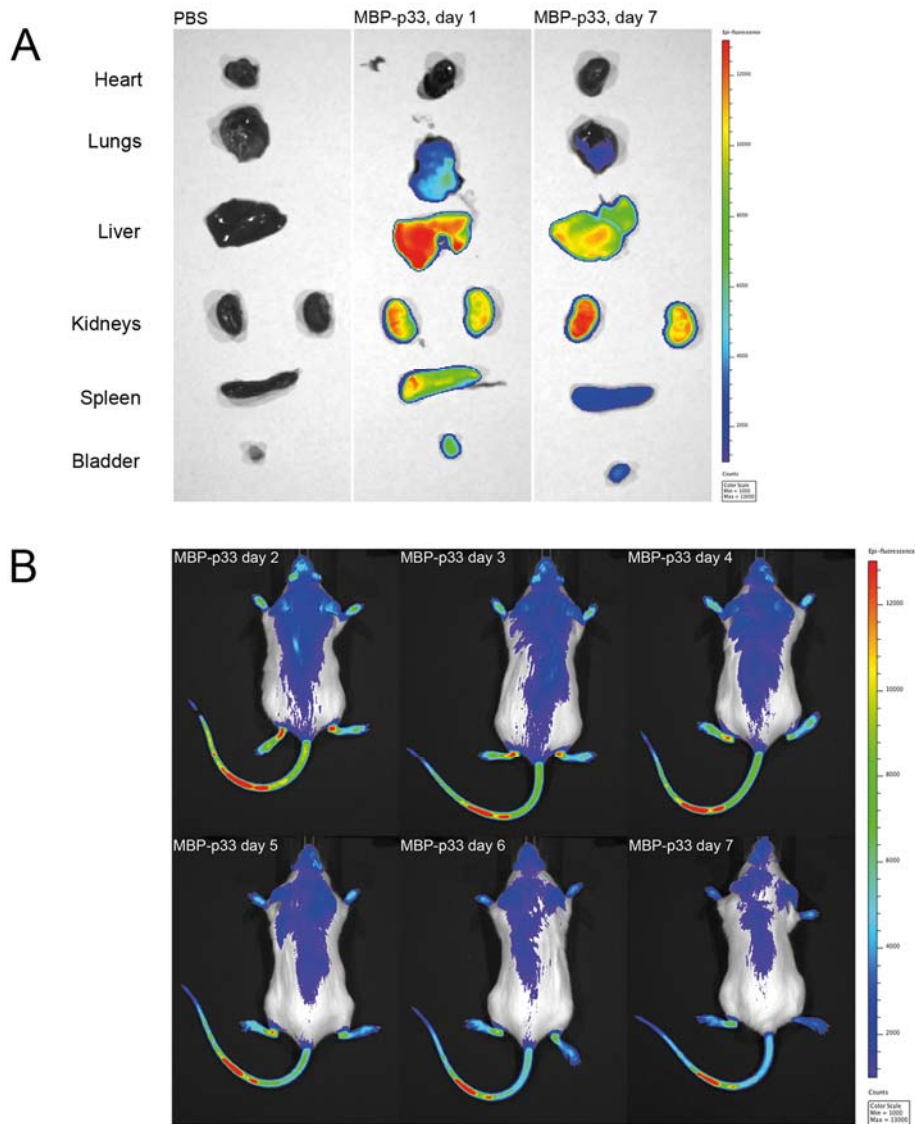 A
PBS
MBP-p33, day 1
MBP-p33, day 7
Heart
Lungs
Liver
Kidneys
Spleen
Bladder
Epi-fluorescence
12000
10000
8000
6000
4000
2000
Counts
Color Scale
Min = 1000
Max = 13000
B
MBP-p33 day 2
MBP-p33 day 3
MBP-p33 day 4
MBP-p33 day 5
MBP-p33 day 6
MBP-p33 day 7
Epi-fluorescence
12000
10000
8000
6000
4000
2000
Counts
Color Scale
Min = 1000
Max = 13000